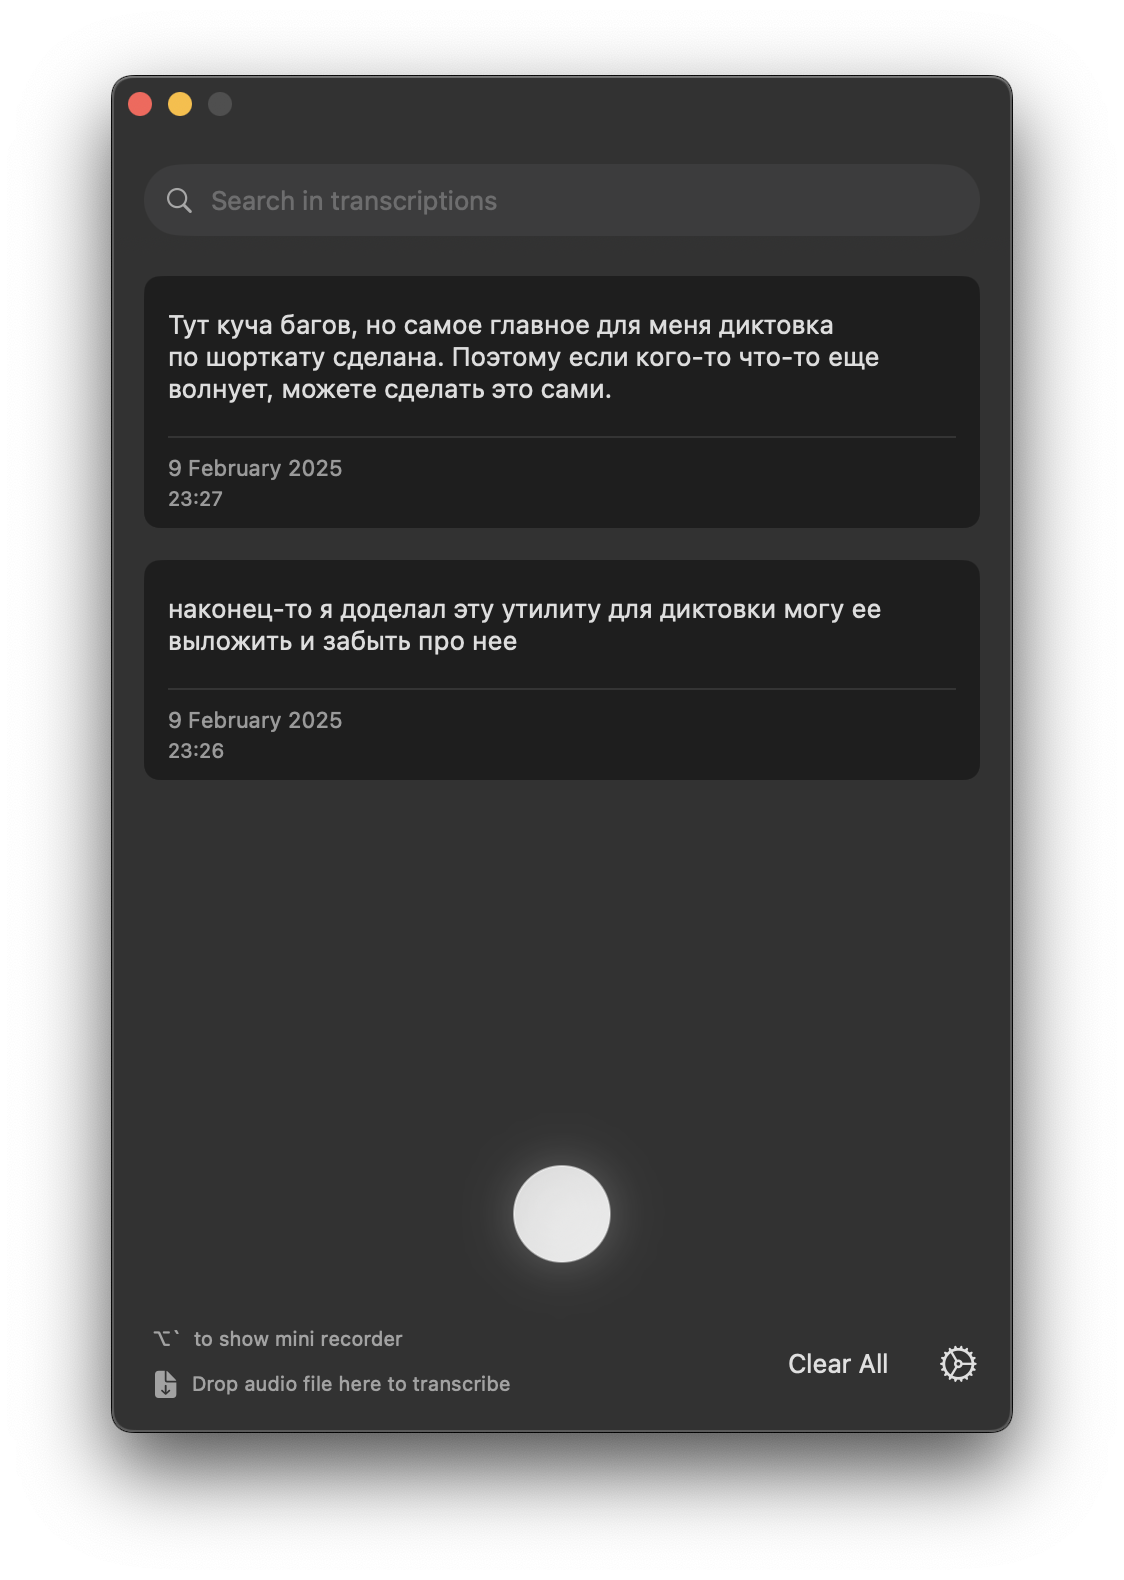 Search in transcriptions
Тут куча багов, но самое главное для меня диктовка
по шорткату сделана. Поэтому если кого-то что-то еще
волнует, можете сделать это сами.
9 February 2025
23:27
наконец-то я доделал эту утилиту для диктовки могу ее
выложить и забыть про нее
9 February 2025
23:26
⌥` to show mini recorder
Drop audio file here to transcribe
Clear All